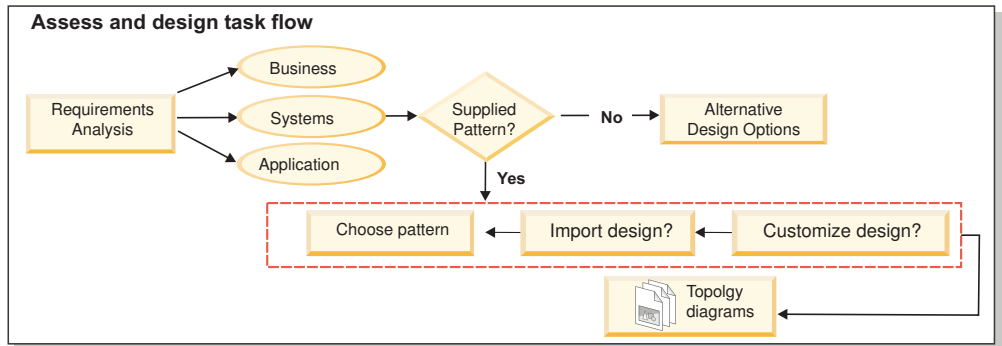 Assess and design task flow
Business
Requirements
Analysis
Systems
Application
Supplied
Pattern?
No
Alternative
Design Options
Yes
Choose pattern
Import design?
Customize design?
Topolgy
diagrams